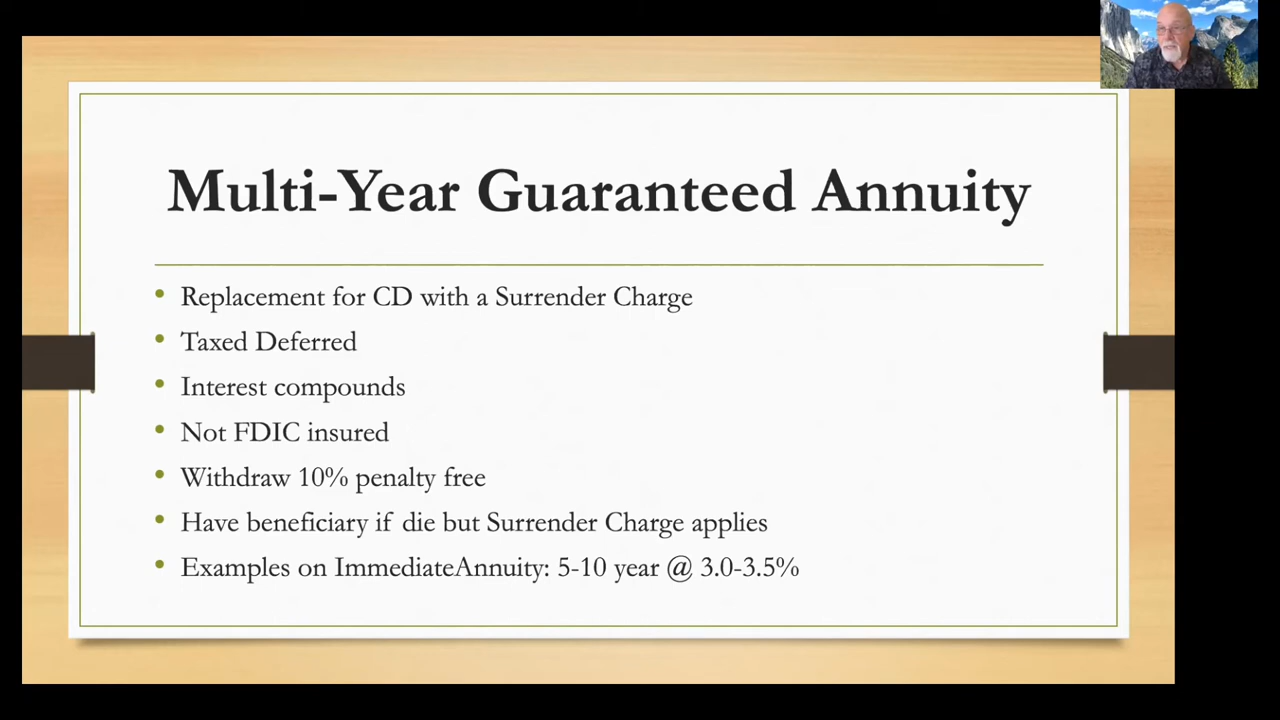 Multi-Year Guaranteed Annuity
Replacement for CD with a Surrender Charge
Taxed Deferred
Interest compounds
Not FDIC insured
Withdraw 10% penalty free
Have beneficiary if die but Surrender Charge applies
Examples on ImmediateAnnuity: 5-10 year @ 3.0-3.5%